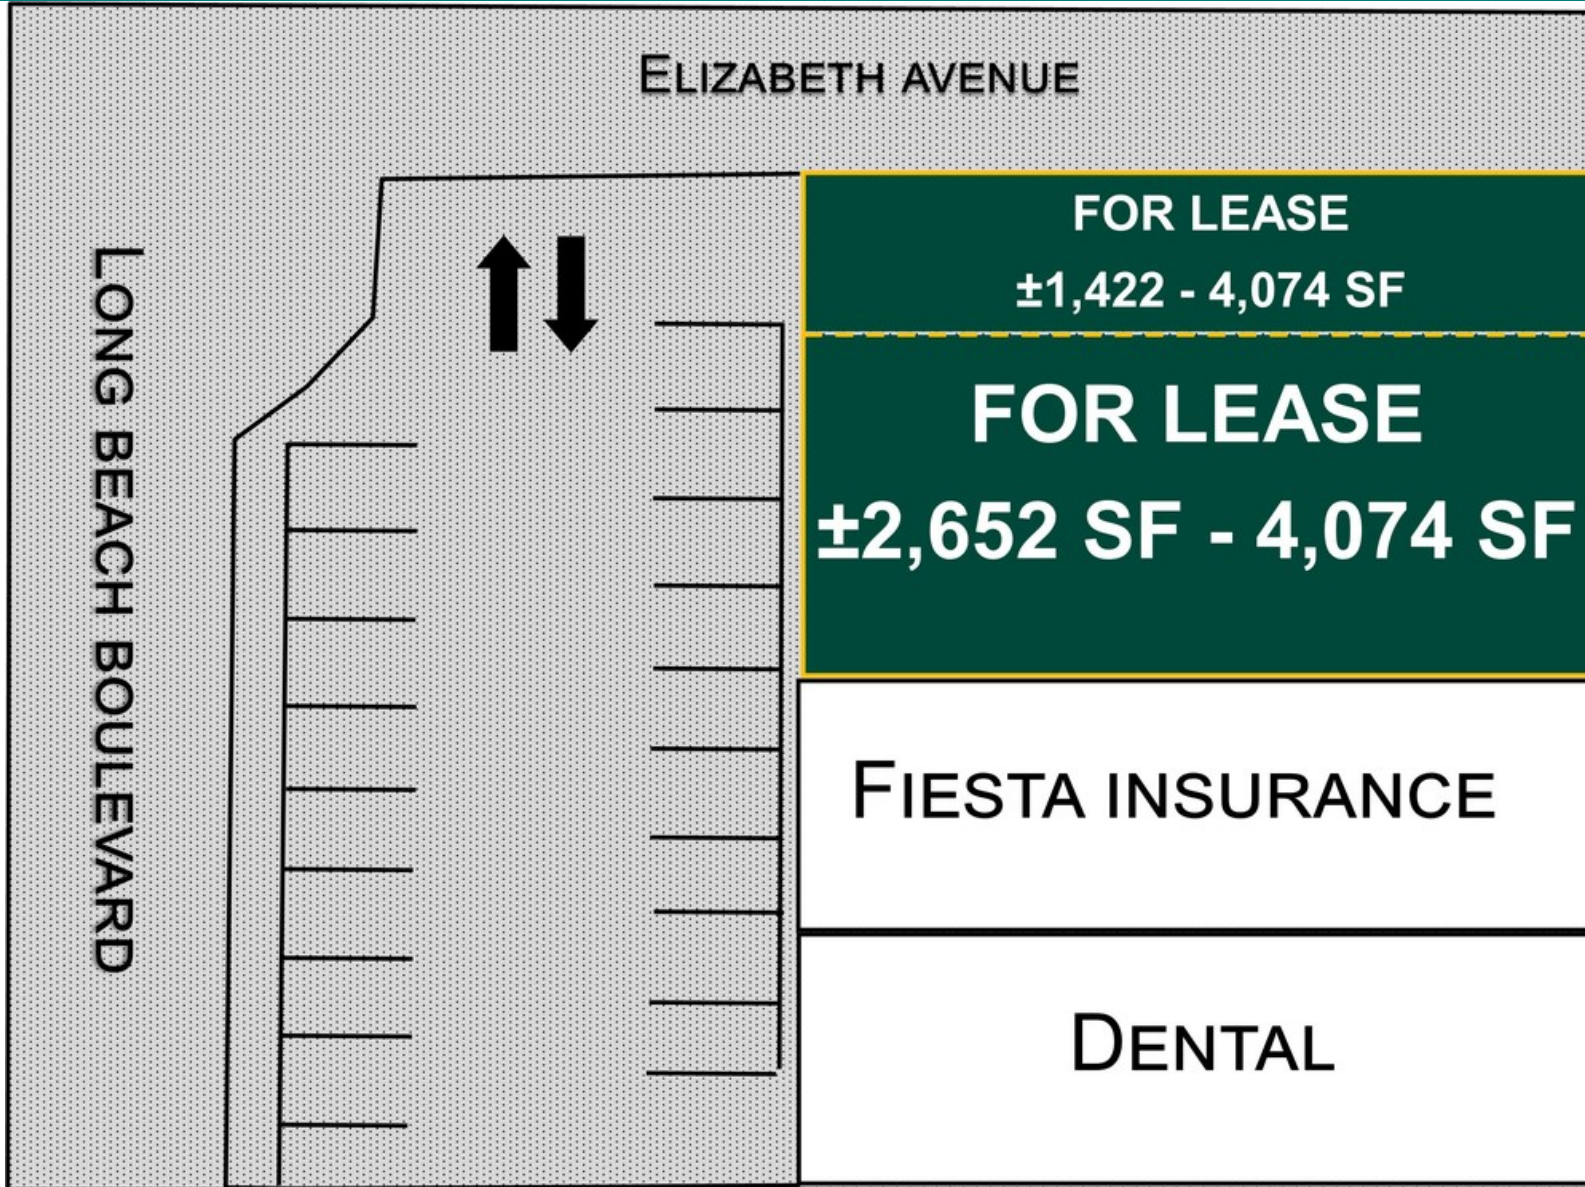 ELIZABETH AVENUE
LONG BEACH BOULEVARD
FOR LEASE
±1,422 - 4,074 SF
FOR LEASE
±2,652 SF - 4,074 SF
FIESTA INSURANCE
DENTAL